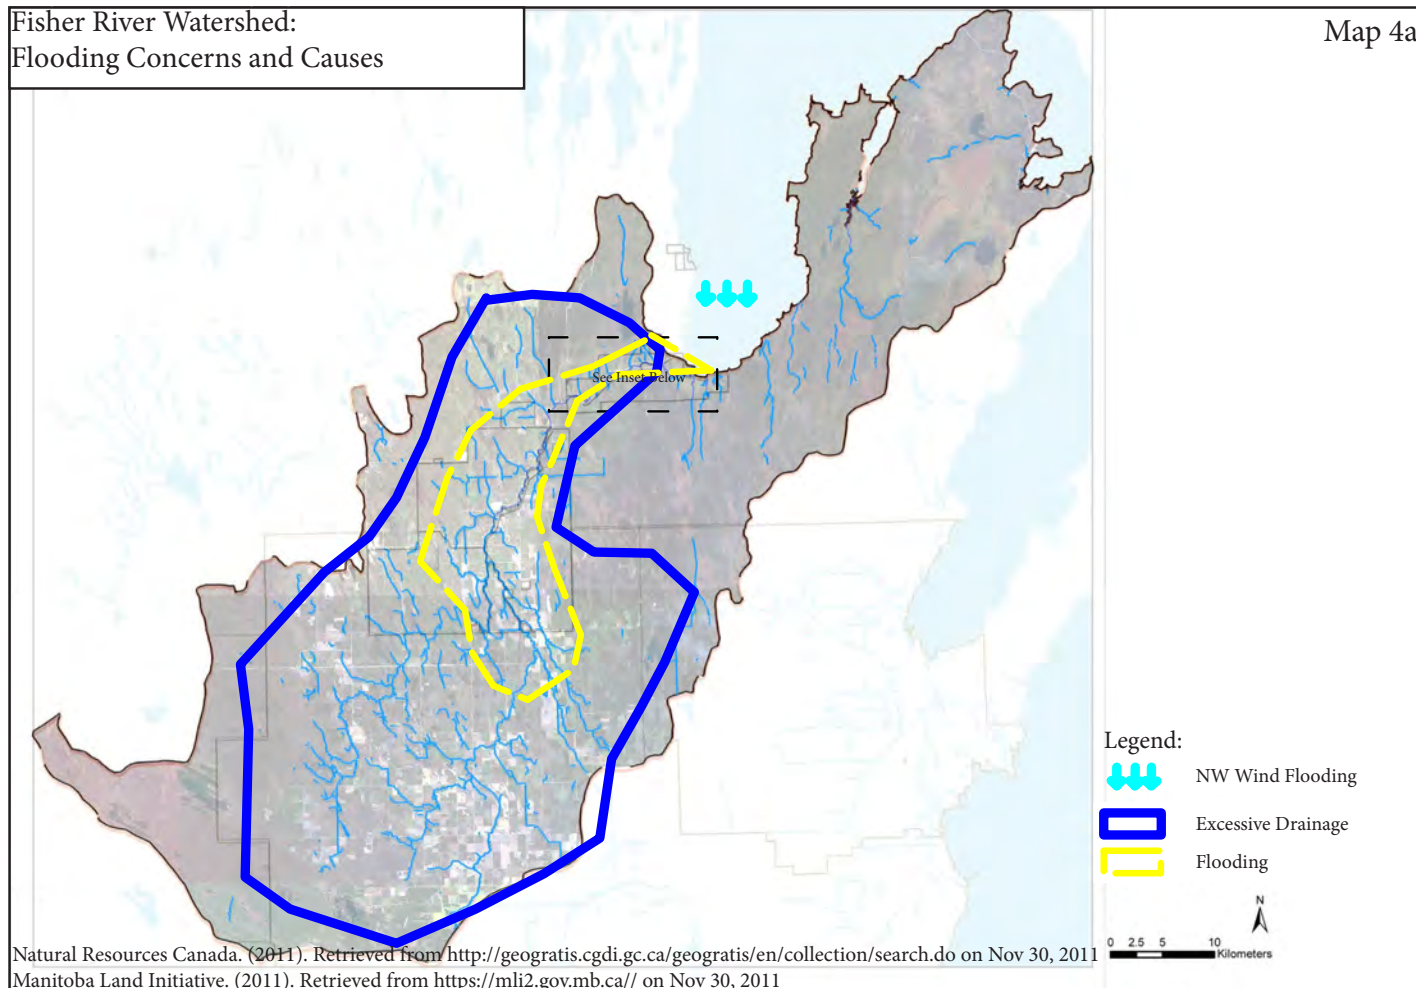 Fisher River Watershed:
Flooding Concerns and Causes
Map 4a
See Inset Below
Legend:
NW Wind Flooding
Excessive Drainage
Flooding
N
0 2.5 5 10
Kilometers
Natural Resources Canada. (2011). Retrieved from http://geogratis.cgdi.gc.ca/geogratis/en/collection/search.do on Nov 30, 2011
Manitoba Land Initiative. (2011). Retrieved from https://mli2.gov.mb.ca// on Nov 30, 2011